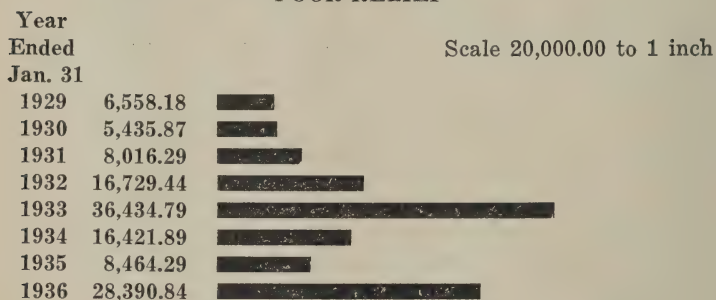 Year
Ended
Scale 20,000.00 to 1 inch
Jan. 31
1929 6,558.18
1930 5,435.87
1931 8,016.29
1932 16,729.44
1933 36,434.79
1934 16,421.89
1935 8,464.29
1936 28,390.84